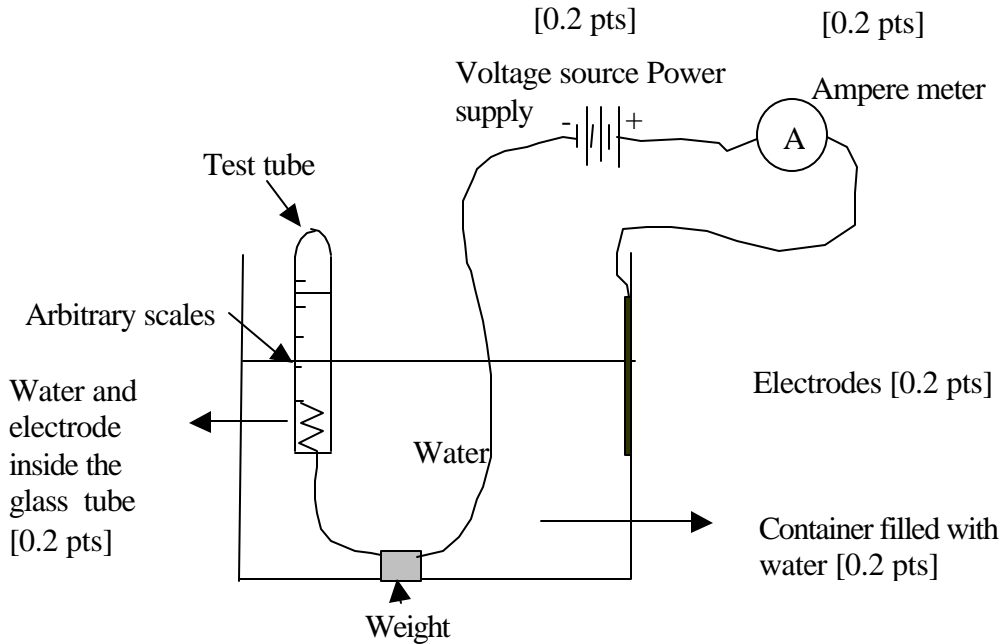 [0.2 pts]
[0.2 pts]
Voltage source Power
supply
- +
Ampere meter
A
Test tube
Arbitrary scales
Water and
electrode
inside the
glass tube
[0.2 pts]
Electrodes [0.2 pts]
Water
Container filled with
water [0.2 pts]
Weight